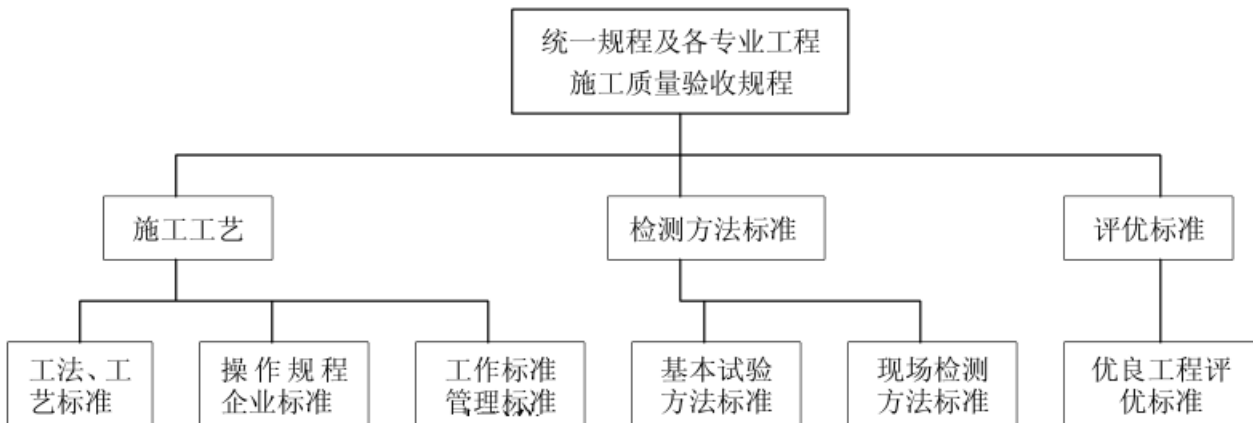 统一规程及各专业工程
施工质量验收规程
施工工艺
检测方法标准
评优标准
工法、工
艺标准
操作规程
企业标准
工作标准
管理标准
基本试验
方法标准
现场检测
方法标准
优良工程评
优标准